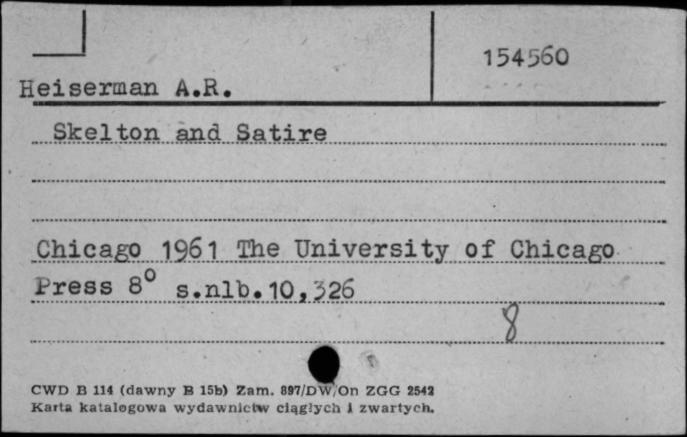 154560
Heiserman A.R.
Skelton and Satire
Chicago 1961 The University of Chicago
Press 8° s.nlb.10,326
8
CWD B 114 (dawny B 15b) Zam. 897/DW/On ZGG 2542
Karta katalogowa wydawnictw ciągłych i zwartych.